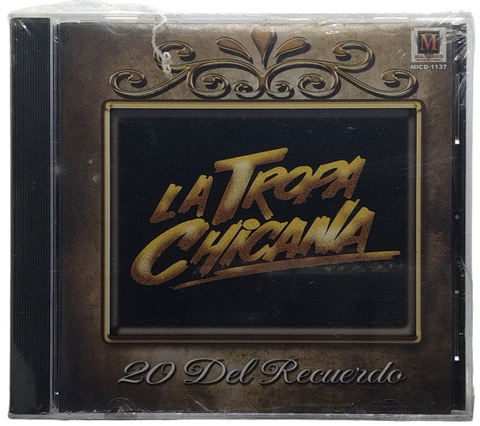 M
MICD-1137
LA TROPA
CHICANA
20 Del Recuerdo